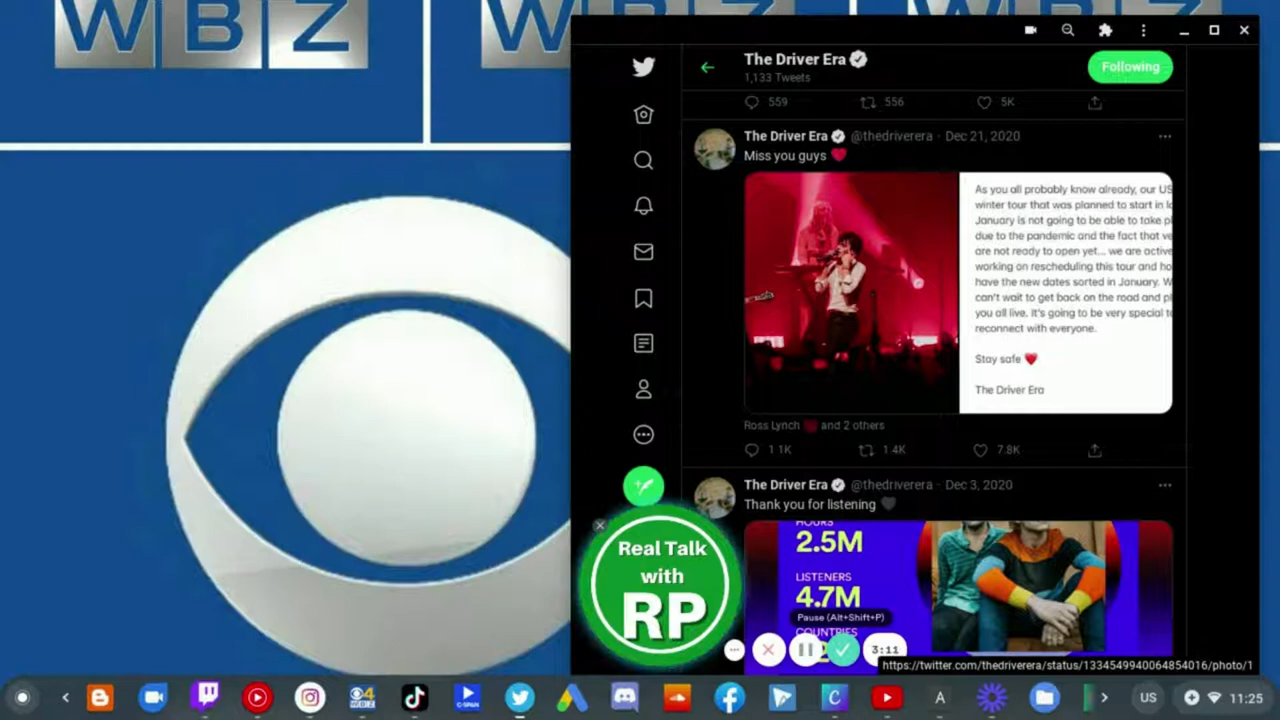 WBZ
The Driver Era
1,133 Tweets
Following
559 556 5K
The Driver Era @thedriverera · Dec 21, 2020
Miss you guys ❤
As you all probably know already, our US
winter tour that was planned to start in
January is not going to be able to take
due to the pandemic and the fact that
are not ready to open yet... we are
working on rescheduling this tour and
have the new dates sorted in January.
can't wait to get back on the road and
you all live. It's going to be very special
reconnect with everyone.
Stay safe ❤
The Driver Era
Ross Lynch and 2 others
1.1K 1.4K 7.8K
The Driver Era @thedriverera · Dec 3, 2020
Thank you for listening 🖤
HOURS
2.5M
LISTENERS
4.7M
Pause (Alt+Shift+P)
COUNTRIES
Real Talk
with
RP
3:11
https://twitter.com/thedriverera/status/1334549940064854016/photo/1
CBS 4
WBZ
C-SPAN
US 11:25